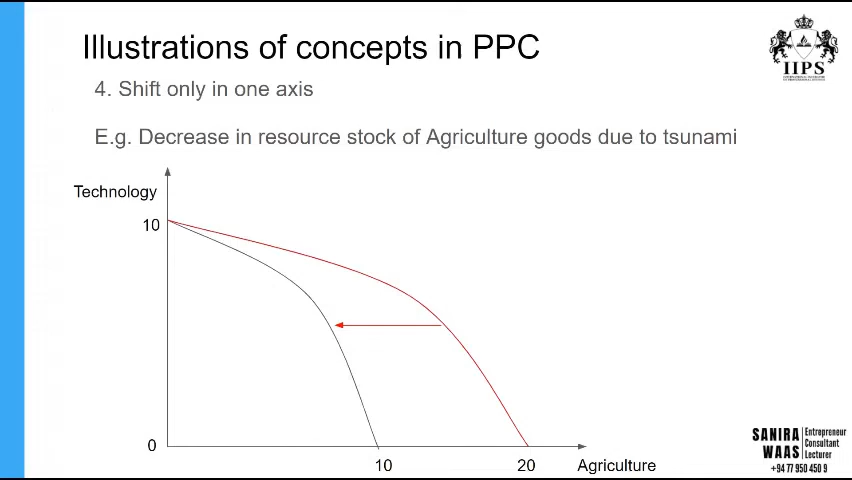 Illustrations of concepts in PPC
IIPS
4. Shift only in one axis
E.g. Decrease in resource stock of Agriculture goods due to tsunami
Technology
10
0
10
20
Agriculture
SANIRA
WAAS
Entrepreneur
Consultant
Lecturer
+94 77 950 450 9